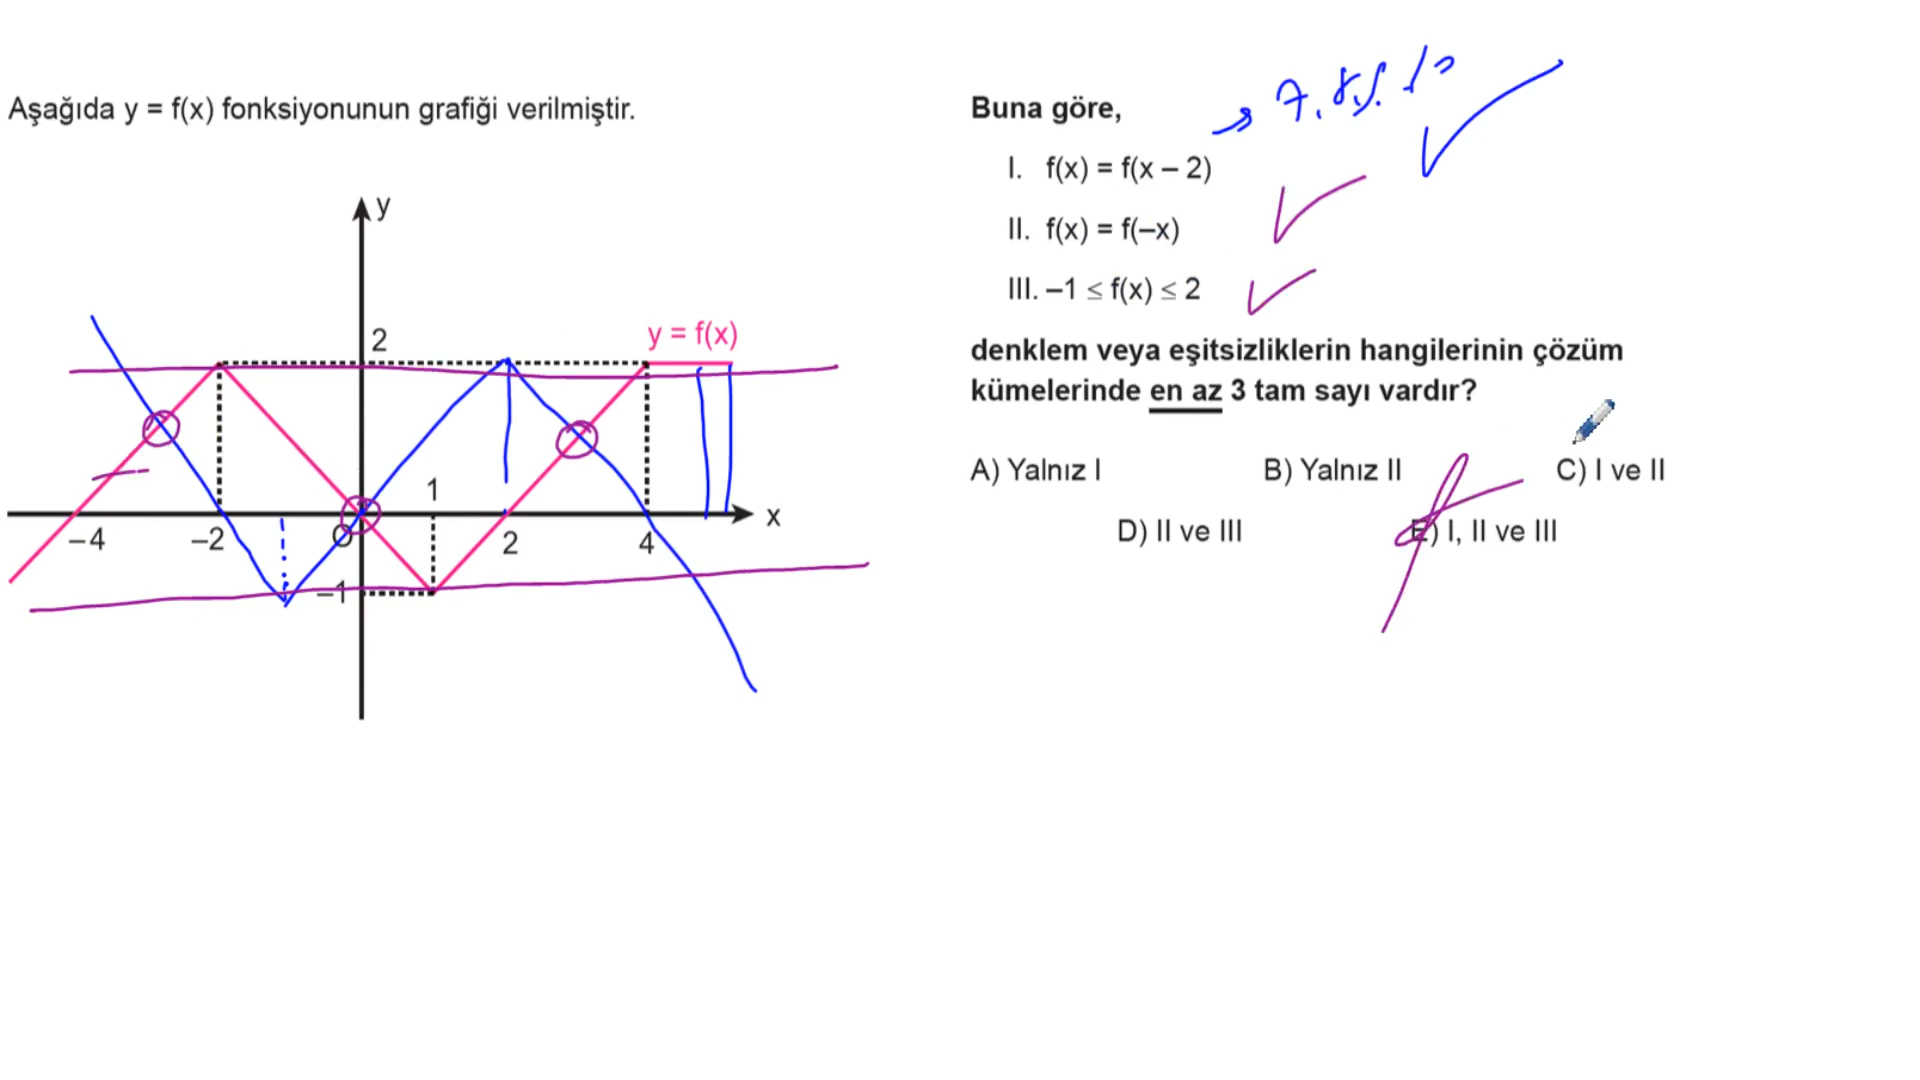 Aşağıda y = f(x) fonksiyonunun grafiği verilmiştir.
y
2
y = f(x)
1
x
–4
–2
0
2
4
–1
Buna göre,
I. f(x) = f(x – 2)
II. f(x) = f(–x)
III. –1 ≤ f(x) ≤ 2
denklem veya eşitsizliklerin hangilerinin çözüm
kümelerinde en az 3 tam sayı vardır?
A) Yalnız I
B) Yalnız II
C) I ve II
D) II ve III
E) I, II ve III